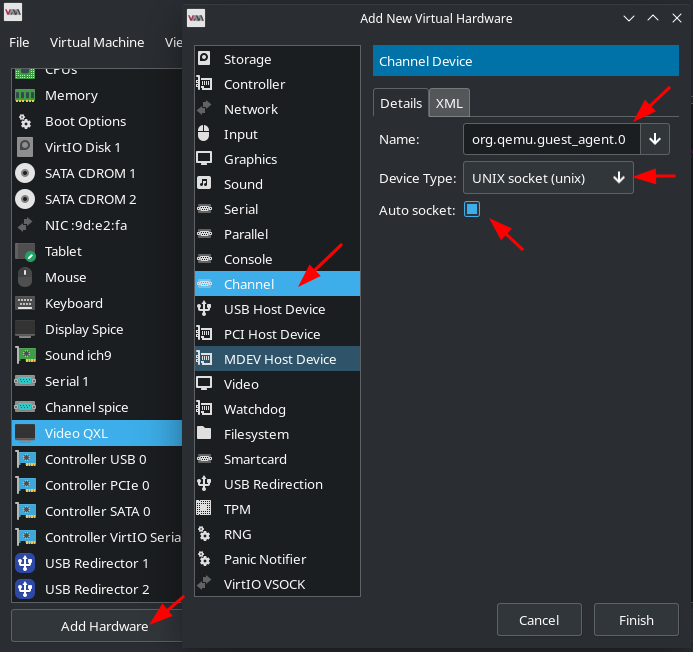 VMM
File
Virtual Machine
Vie
CPUs
Memory
Boot Options
VirtIO Disk 1
SATA CDROM 1
SATA CDROM 2
NIC :9d:e2:fa
Tablet
Mouse
Keyboard
Display Spice
Sound ich9
Serial 1
Channel spice
Video QXL
Controller USB 0
Controller PCIe 0
Controller SATA 0
Controller VirtIO Seria
USB Redirector 1
USB Redirector 2
Add Hardware
VMM
Add New Virtual Hardware
Storage
Controller
Network
Input
Graphics
Sound
Serial
Parallel
Console
Channel
USB Host Device
PCI Host Device
MDEV Host Device
Video
Watchdog
Filesystem
Smartcard
USB Redirection
TPM
RNG
Panic Notifier
VirtIO VSOCK
Channel Device
Details
XML
Name:
org.qemu.guest_agent.0
Device Type:
UNIX socket (unix)
Auto socket:
Cancel
Finish